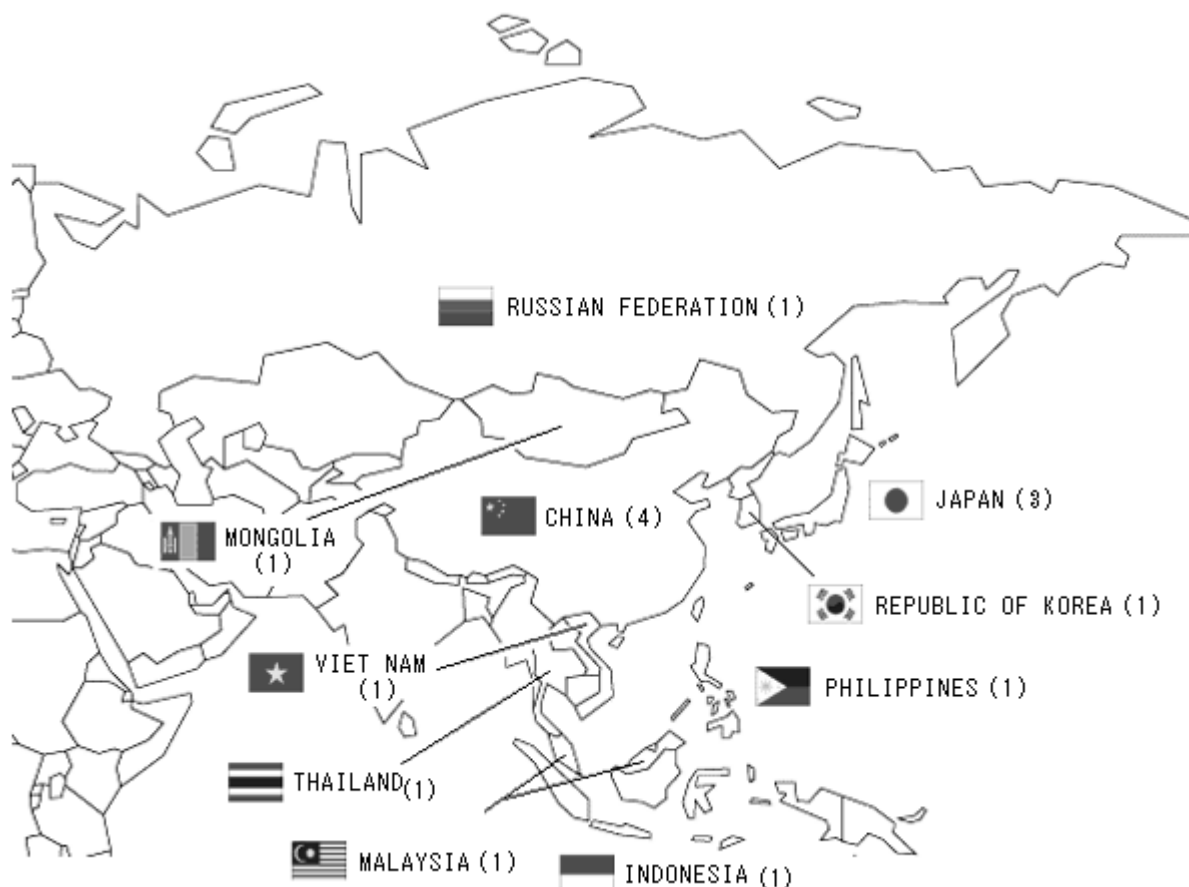 RUSSIAN FEDERATION (1)
JAPAN (3)
CHINA (4)
MONGOLIA
(1)
REPUBLIC OF KOREA (1)
VIET NAM
(1)
PHILIPPINES (1)
THAILAND (1)
MALAYSIA (1)
INDONESIA (1)